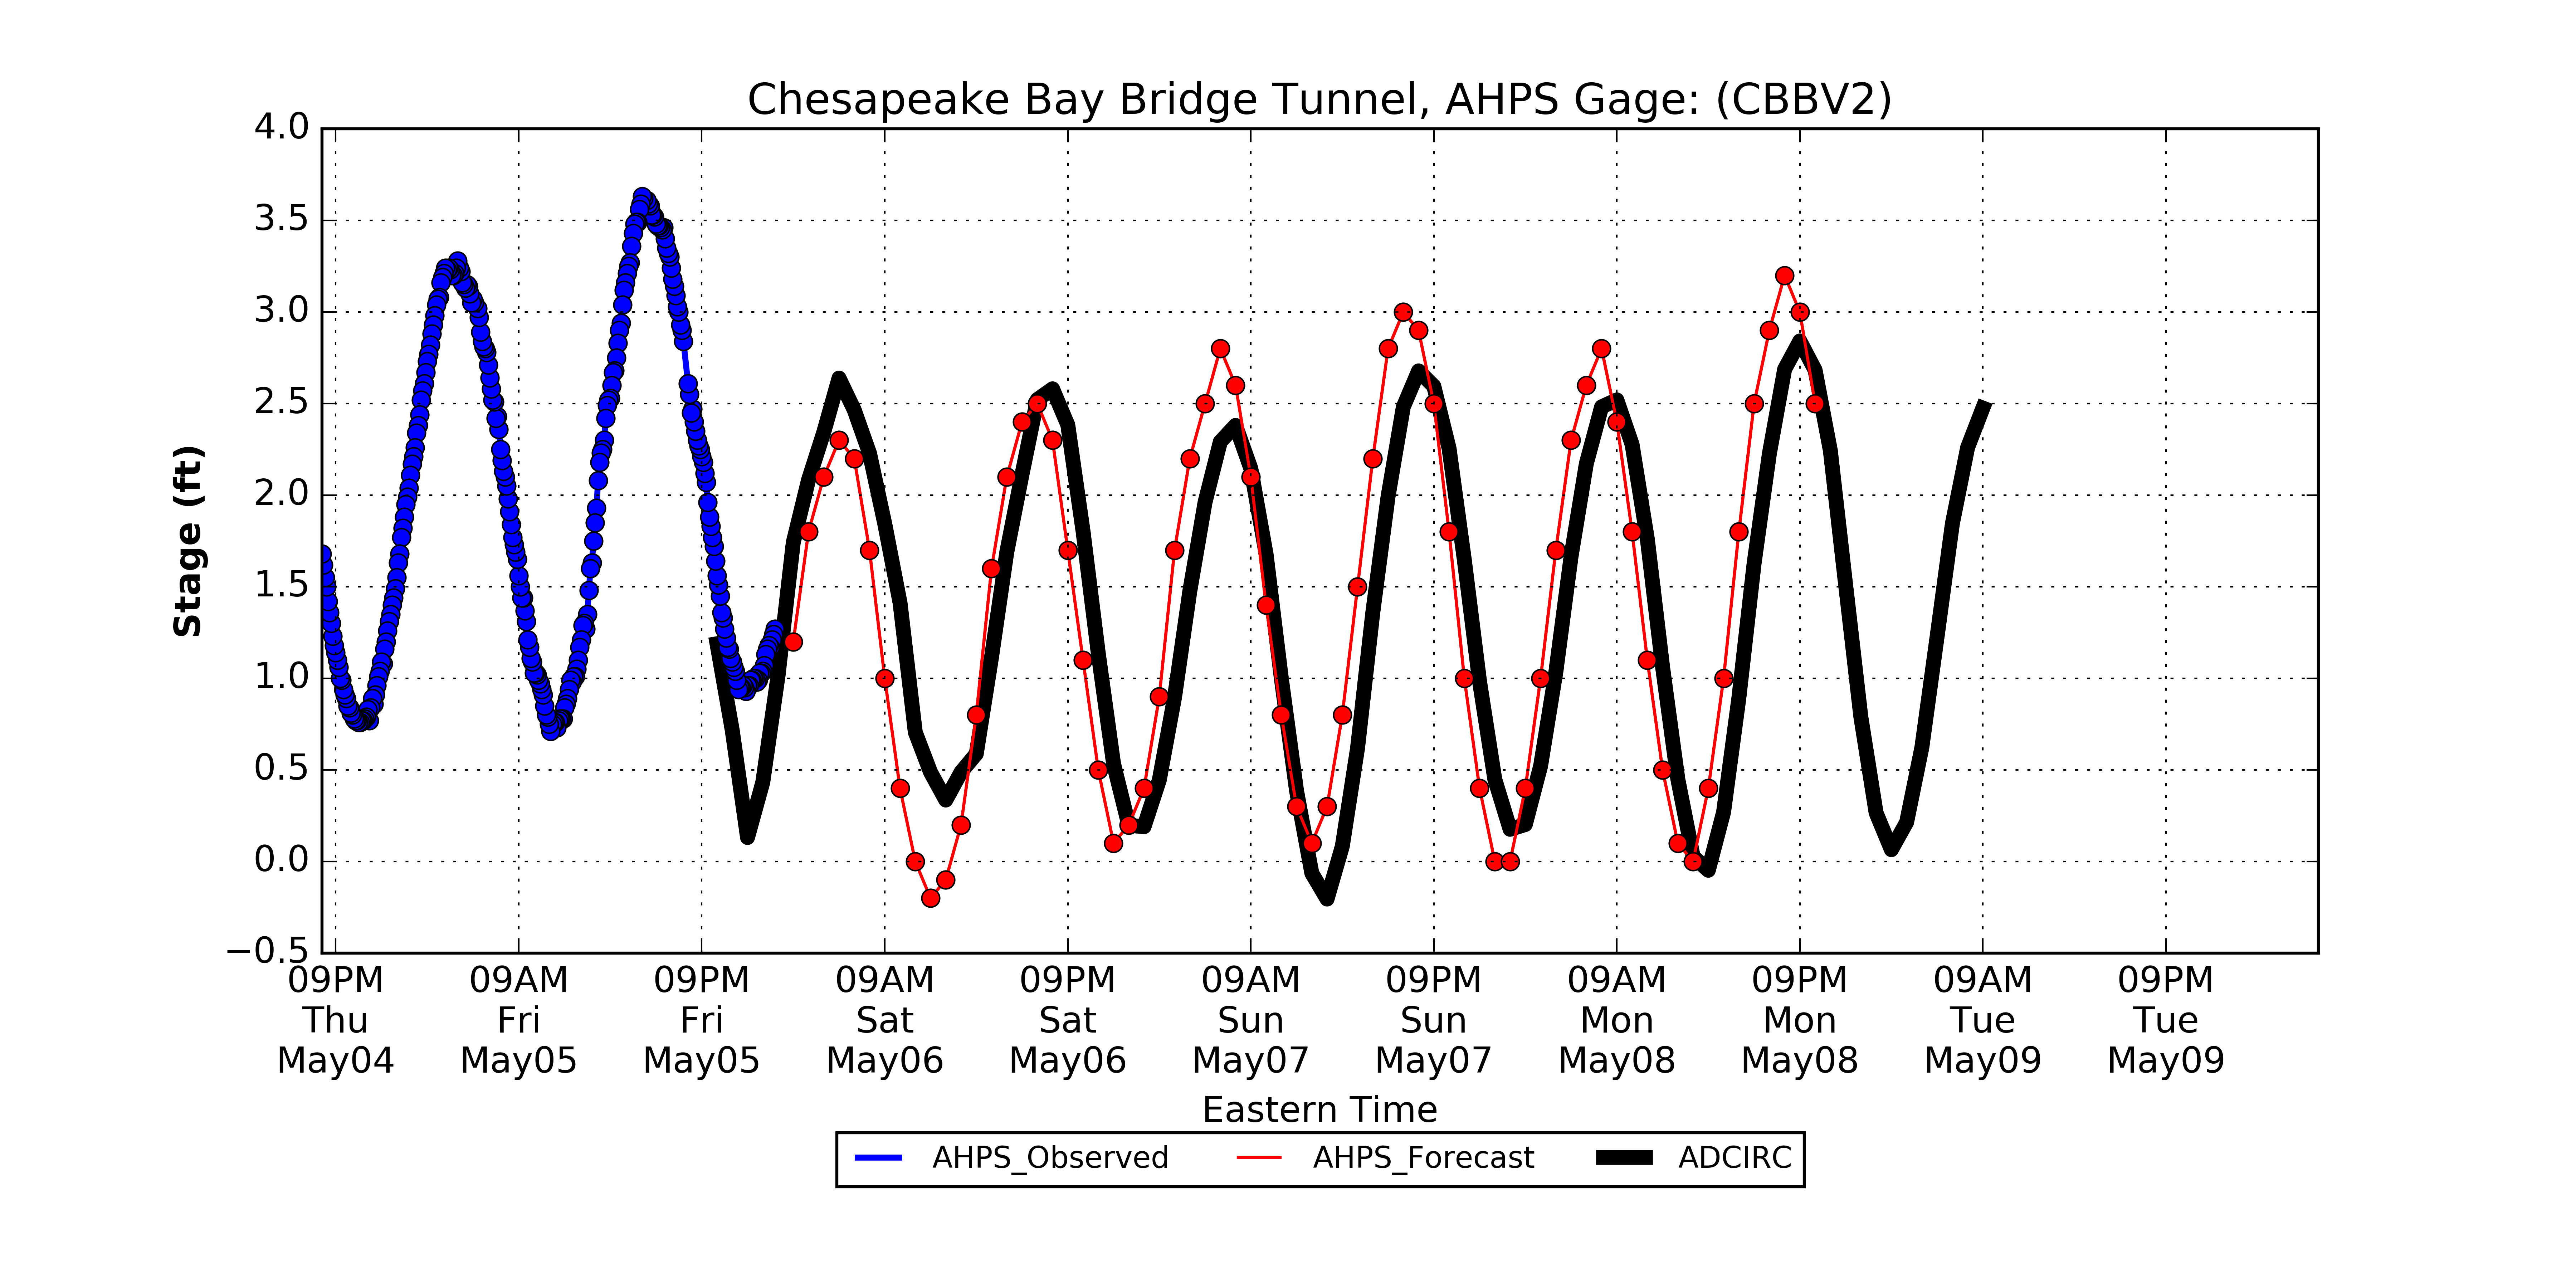 Chesapeake Bay Bridge Tunnel, AHPS Gage: (CBBV2)
4.0
3.5
3.0
2.5
2.0
1.5
1.0
0.5
0.0
−0.5
Stage (ft)
09PM 09AM 09PM 09AM 09PM 09AM 09PM 09AM 09PM 09AM 09PM
Thu Fri Fri Sat Sat Sun Sun Mon Mon Tue Tue
May04 May05 May05 May06 May06 May07 May07 May08 May08 May09 May09
Eastern Time
AHPS_Observed AHPS_Forecast ADCIRC